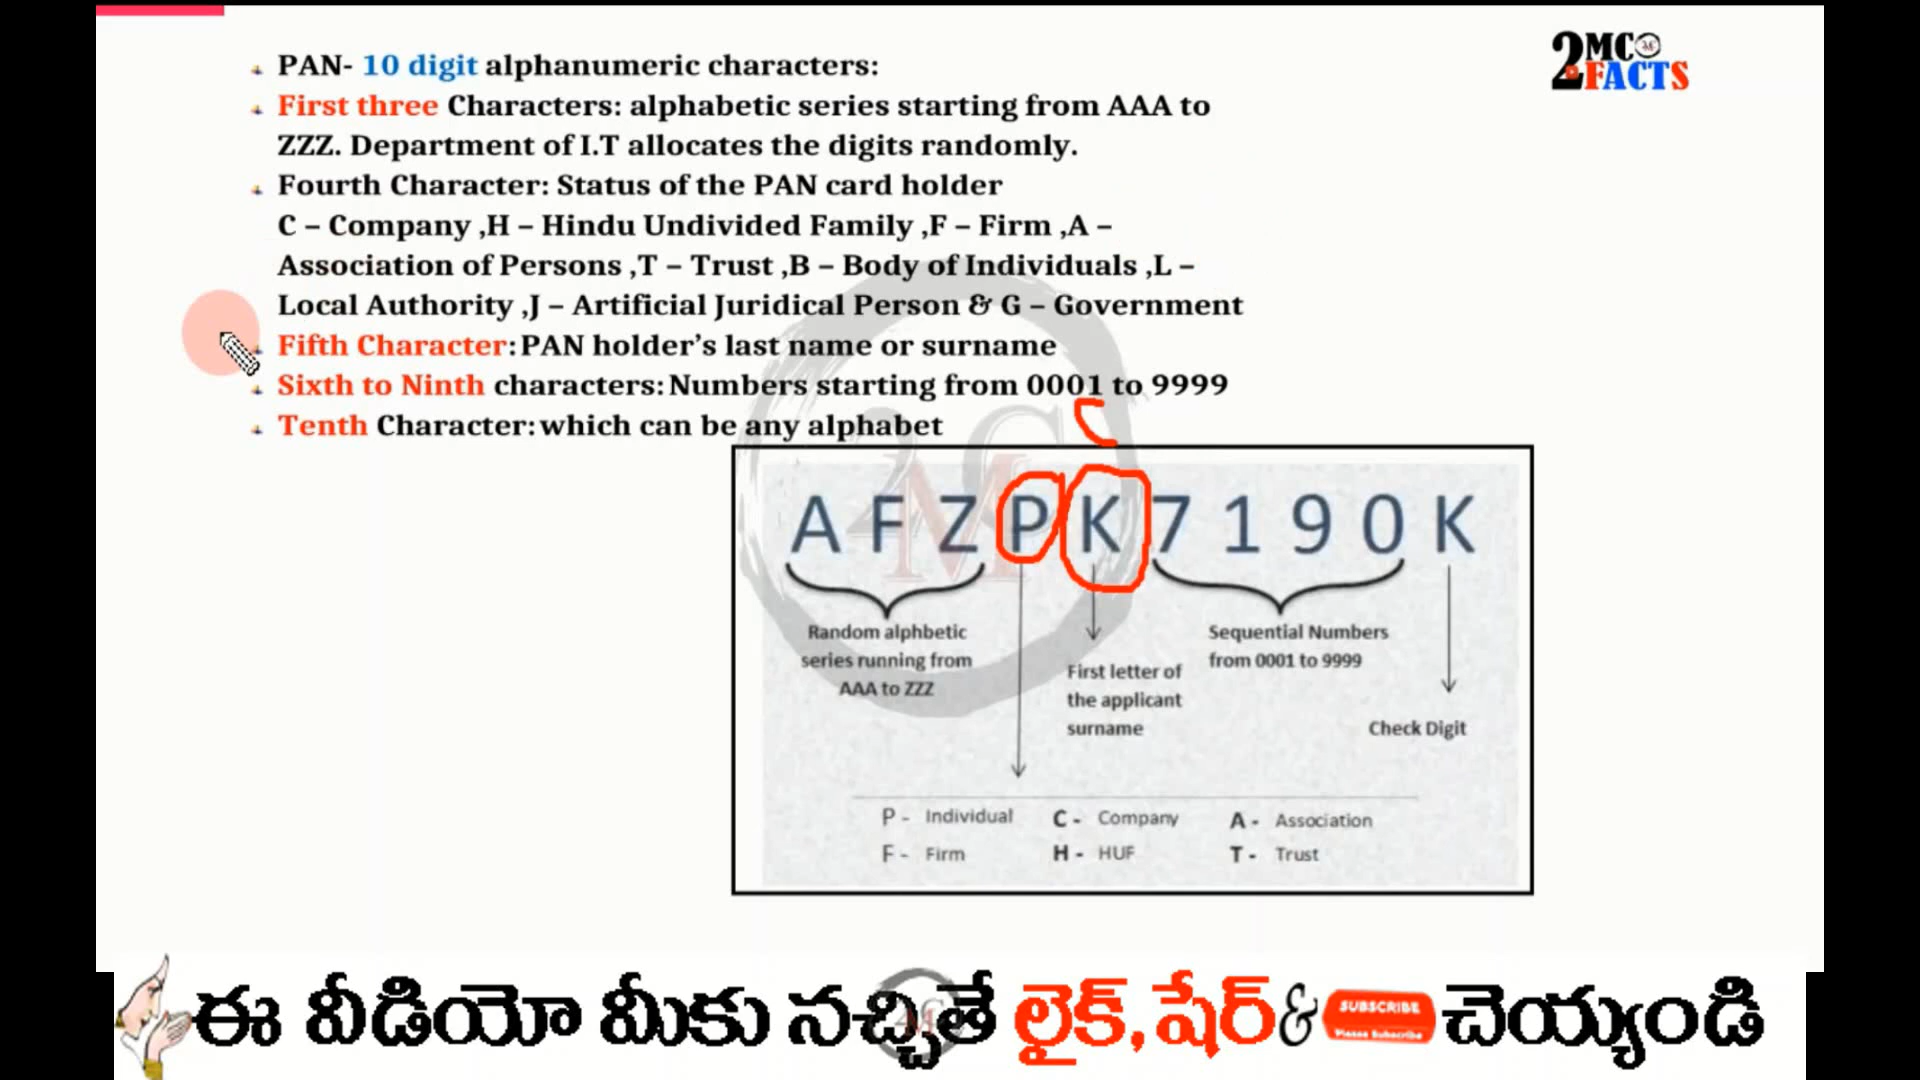 2MC FACTS
PAN- 10 digit alphanumeric characters:
First three Characters: alphabetic series starting from AAA to
ZZZ. Department of I.T allocates the digits randomly.
Fourth Character: Status of the PAN card holder
C – Company ,H – Hindu Undivided Family ,F – Firm ,A –
Association of Persons ,T – Trust ,B – Body of Individuals ,L –
Local Authority ,J – Artificial Juridical Person & G – Government
Fifth Character: PAN holder's last name or surname
Sixth to Ninth characters: Numbers starting from 0001 to 9999
Tenth Character: which can be any alphabet
A F Z P K 7 1 9 0 K
Random alphbetic
series running from
AAA to ZZZ
First letter of
the applicant
surname
Sequential Numbers
from 0001 to 9999
Check Digit
P - Individual C - Company A - Association
F - Firm H - HUF T - Trust
ఈ వీడియో మీకు నచ్చితే లైక్,షేర్& SUBSCRIBE Please Subscribe చెయ్యండి